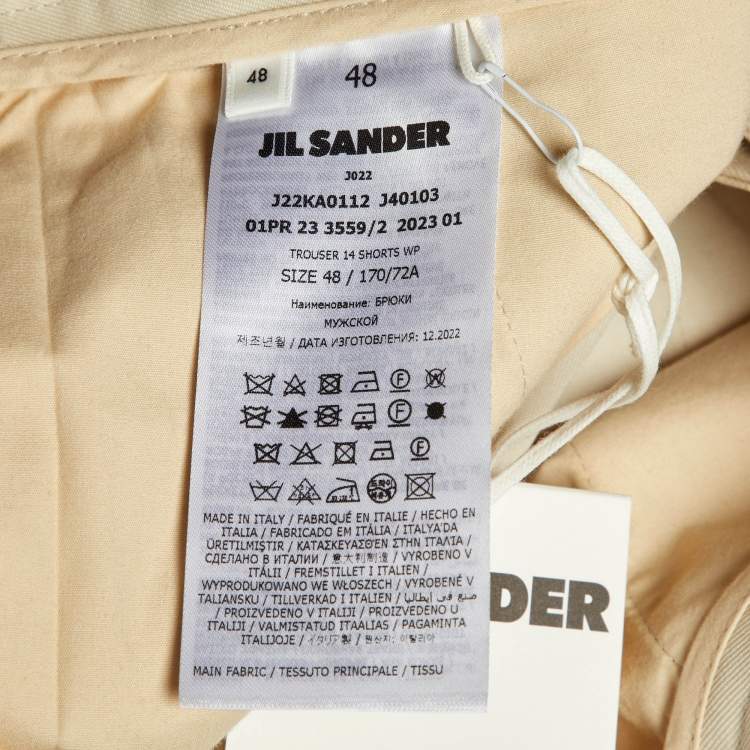 48
48
JIL SANDER
J022
J22KA0112 J40103
01PR 23 3559/2 2023 01
TROUSER 14 SHORTS WP
SIZE 48 / 170/72A
Наименование: БРЮКИ
МУЖСКОЙ
제조년월 / ДАТА ИЗГОТОВЛЕНИЯ: 12.2022
MADE IN ITALY / FABRIQUÉ EN ITALIE / HECHO EN
ITALIA / FABRICADO EM ITÁLIA / ITALYA'DA
ÜRETILMIŞTIR / ΚΑΤΑΣΚΕΥΑΣΘΕΝ ΣΤΗΝ ΙΤΑΛΙΑ /
СДЕЛАНО В ИТАЛИИ / 意大利制造 / VYROBENO V
ITÁLII / FREMSTILLET I ITALIEN /
WYPRODUKOWANO WE WŁOSZECH / VYROBENÉ V
TALIANSKU / TILLVERKAD I ITALIEN / صنع في ايطاليا
/ PROIZVEDENO V ITALIJI / PROIZVEDENO U
ITALIJI / VALMISTATUD ITAALIAS / PAGAMINTA
ITALIJOJE / イタリア製 / 원산지: 이탈리아
MAIN FABRIC / TESSUTO PRINCIPALE / TISSU
DER